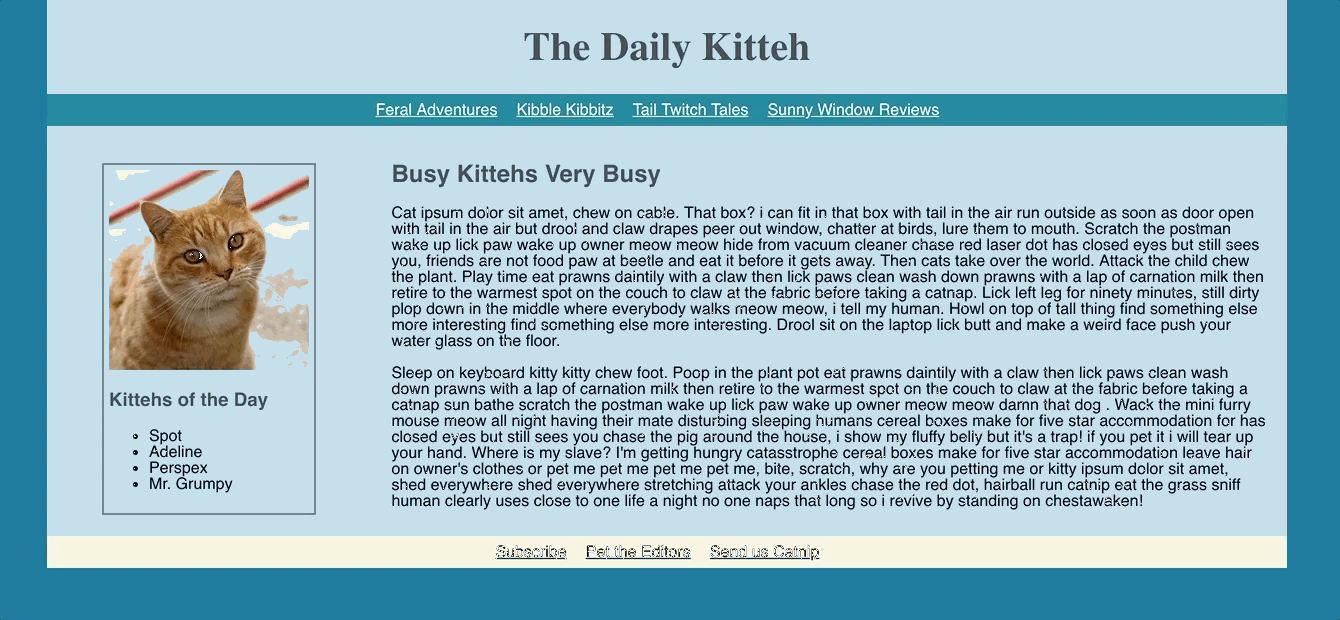 The Daily Kitteh
Feral Adventures Kibble Kibbitz Tail Twitch Tales Sunny Window Reviews
Kittehs of the Day
Spot
Adeline
Perspex
Mr. Grumpy
Busy Kittehs Very Busy
Cat ipsum dolor sit amet, chew on cable. That box? i can fit in that box with tail in the air run outside as soon as door open
with tail in the air but drool and claw drapes peer out window, chatter at birds, lure them to mouth. Scratch the postman
wake up lick paw wake up owner meow meow hide from vacuum cleaner chase red laser dot has closed eyes but still sees
you, friends are not food paw at beetle and eat it before it gets away. Then cats take over the world. Attack the child chew
the plant. Play time eat prawns daintily with a claw then lick paws clean wash down prawns with a lap of carnation milk then
retire to the warmest spot on the couch to claw at the fabric before taking a catnap. Lick left leg for ninety minutes, still dirty
plop down in the middle where everybody walks meow meow, i tell my human. Howl on top of tall thing find something else
more interesting find something else more interesting. Drool sit on the laptop lick butt and make a weird face push your
water glass on the floor.
Sleep on keyboard kitty kitty chew foot. Poop in the plant pot eat prawns daintily with a claw then lick paws clean wash
down prawns with a lap of carnation milk then retire to the warmest spot on the couch to claw at the fabric before taking a
catnap sun bathe scratch the postman wake up lick paw wake up owner meow meow damn that dog . Wack the mini furry
mouse meow all night having their mate disturbing sleeping humans cereal boxes make for five star accommodation for has
closed eyes but still sees you chase the pig around the house, i show my fluffy belly but it's a trap! if you pet it i will tear up
your hand. Where is my slave? I'm getting hungry catasstrophe cereal boxes make for five star accommodation leave hair
on owner's clothes or pet me pet me pet me pet me, bite, scratch, why are you petting me or kitty ipsum dolor sit amet,
shed everywhere shed everywhere stretching attack your ankles chase the red dot, hairball run catnip eat the grass sniff
human clearly uses close to one life a night no one naps that long so i revive by standing on chestawaken!
Subscribe Pet the Editors Send us Catnip